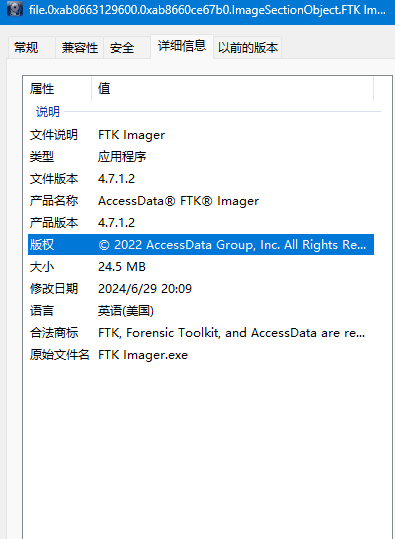 file.0xab8663129600.0xab8660ce67b0.ImageSectionObject.FTK Im...
常规 兼容性 安全 详细信息 以前的版本
属性 值
说明
文件说明 FTK Imager
类型 应用程序
文件版本 4.7.1.2
产品名称 AccessData® FTK® Imager
产品版本 4.7.1.2
版权 © 2022 AccessData Group, Inc. All Rights Re...
大小 24.5 MB
修改日期 2024/6/29 20:09
语言 英语(美国)
合法商标 FTK, Forensic Toolkit, and AccessData are re...
原始文件名 FTK Imager.exe